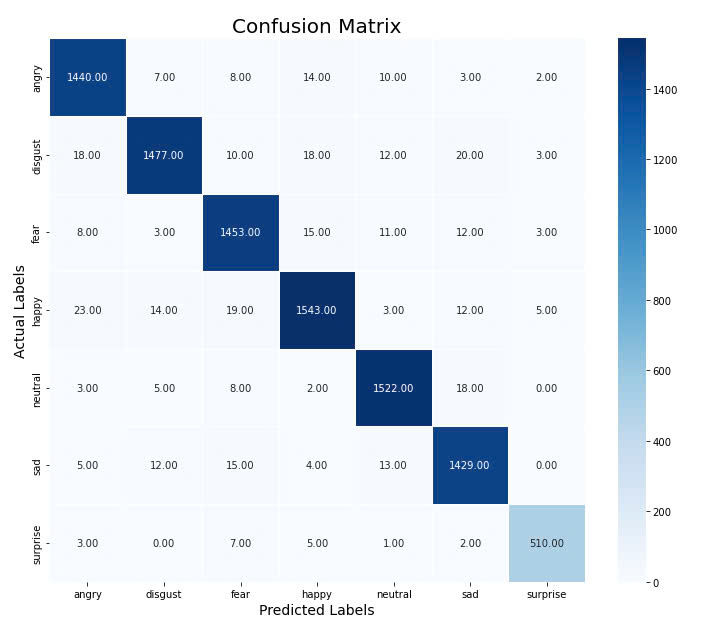 Confusion Matrix
angry 1440.00 7.00 8.00 14.00 10.00 3.00 2.00
disgust 18.00 1477.00 10.00 18.00 12.00 20.00 3.00
fear 8.00 3.00 1453.00 15.00 11.00 12.00 3.00
happy 23.00 14.00 19.00 1543.00 3.00 12.00 5.00
neutral 3.00 5.00 8.00 2.00 1522.00 18.00 0.00
sad 5.00 12.00 15.00 4.00 13.00 1429.00 0.00
surprise 3.00 0.00 7.00 5.00 1.00 2.00 510.00
angry disgust fear happy neutral sad surprise
Predicted Labels
Actual Labels
1400
1200
1000
800
600
400
200
0